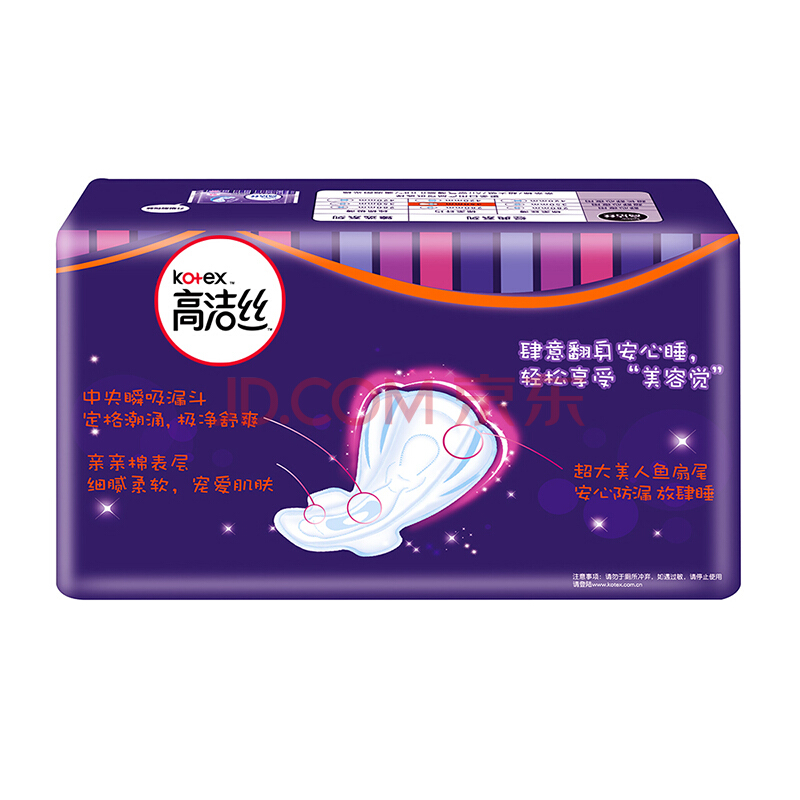 kotex™
高洁丝™
肆意翻身安心睡，
轻松享受“美容觉”
中央瞬吸漏斗
定格潮涌，极净舒爽
JD.COM 京东
亲亲棉表层
细腻柔软，宠爱肌肤
超大美人鱼扇尾
安心防漏 放肆睡
注意事项：请勿于厕所冲弃，如遇过敏，请停止使用
请登陆www.kotex.com.cn